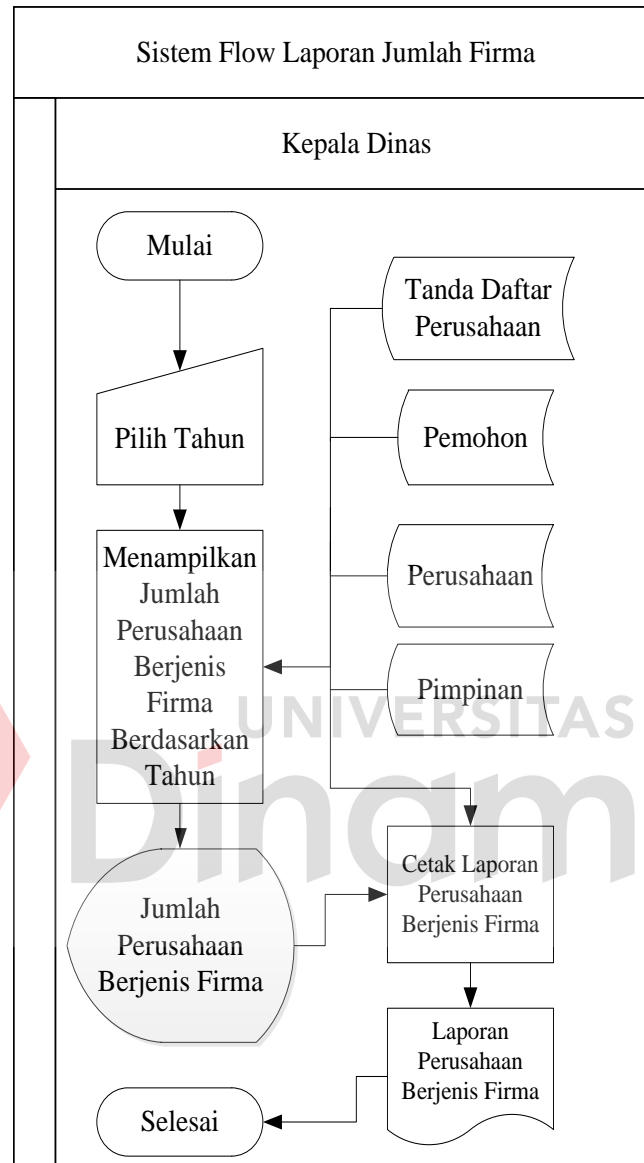 Sistem Flow Laporan Jumlah Firma
Kepala Dinas
Mulai
Tanda Daftar
Perusahaan
Pilih Tahun
Pemohon
Menampilkan
Jumlah
Perusahaan
Berjenis
Firma
Berdasarkan
Tahun
Perusahaan
Pimpinan
UNIVERSITAS
Dinam
Jumlah
Perusahaan
Berjenis Firma
Cetak Laporan
Perusahaan
Berjenis Firma
Laporan
Perusahaan
Berjenis Firma
Selesai